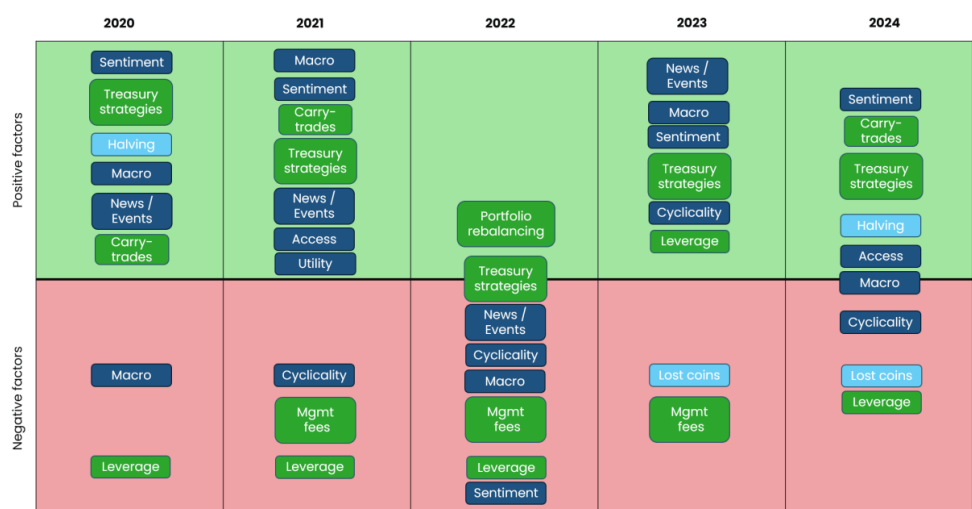 2020
2021
2022
2023
2024
Positive factors
Sentiment
Treasury
strategies
Halving
Macro
News /
Events
Carry-
trades
Macro
Sentiment
Carry-
trades
Treasury
strategies
News /
Events
Access
Utility
Portfolio
rebalancing
Treasury
strategies
News /
Events
Macro
Sentiment
Treasury
strategies
Cyclicality
Leverage
Sentiment
Carry-
trades
Treasury
strategies
Halving
Access
Macro
Negative factors
Macro
Leverage
Cyclicality
Mgmt
fees
Leverage
News /
Events
Cyclicality
Macro
Mgmt
fees
Leverage
Sentiment
Lost coins
Mgmt
fees
Cyclicality
Lost coins
Leverage